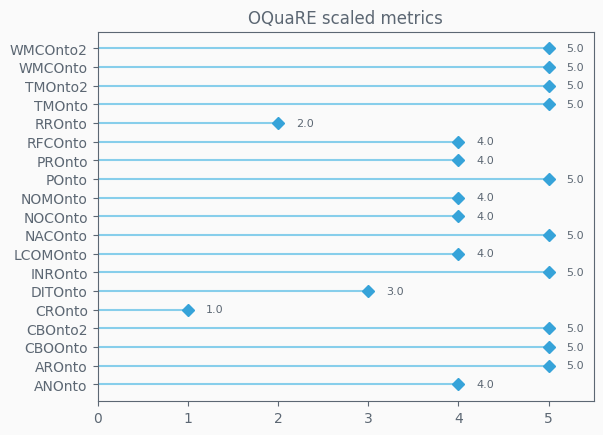 OQuaRE scaled metrics
WMCOnto2 5.0
WMCOnto 5.0
TMOnto2 5.0
TMOnto 5.0
RROnto 2.0
RFCOnto 4.0
PROnto 4.0
POnto 5.0
NOMOnto 4.0
NOCOnto 4.0
NACOnto 5.0
LCOMOnto 4.0
INROnto 5.0
DITOnto 3.0
CROnto 1.0
CBOnto2 5.0
CBOOnto 5.0
AROnto 5.0
ANOnto 4.0
0 1 2 3 4 5